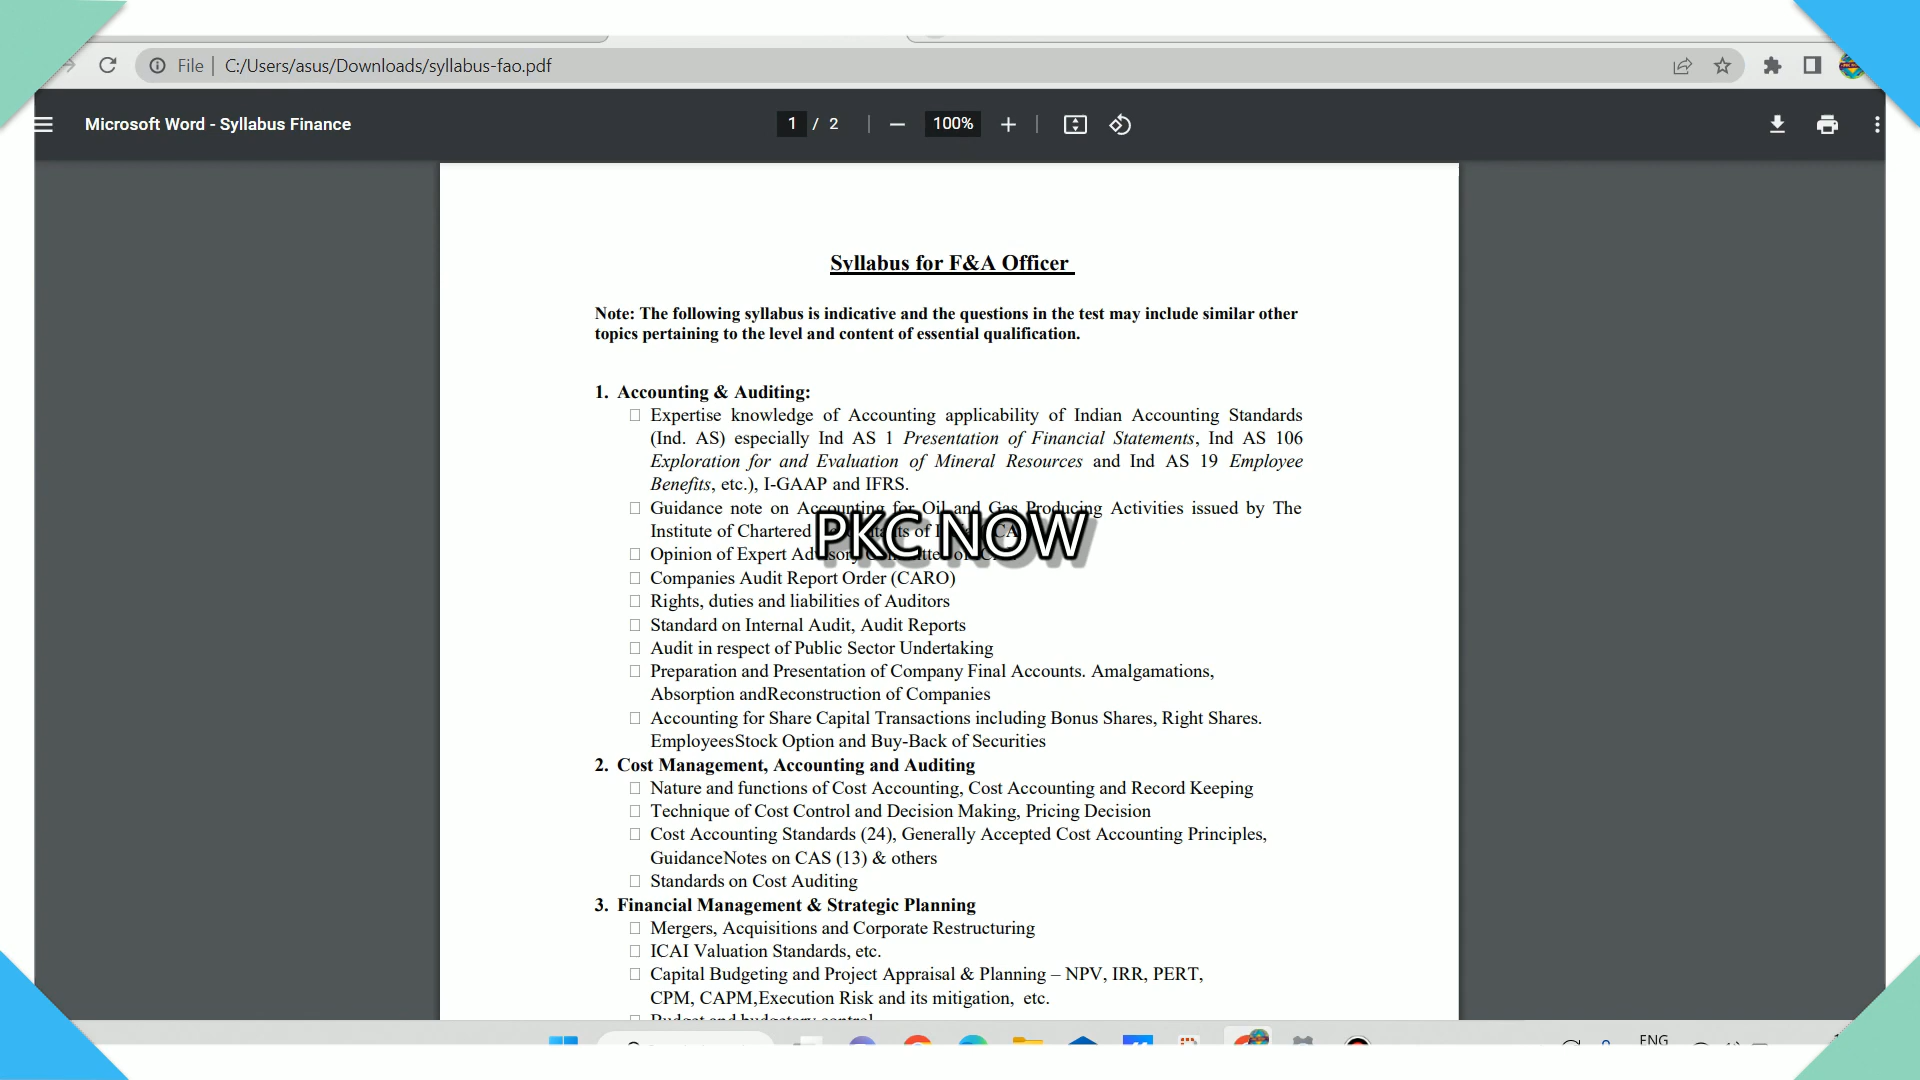 File | C:/Users/asus/Downloads/syllabus-fao.pdf
Microsoft Word - Syllabus Finance
1 / 2
100%
Syllabus for F&A Officer
Note: The following syllabus is indicative and the questions in the test may include similar other
topics pertaining to the level and content of essential qualification.
1. Accounting & Auditing:
Expertise knowledge of Accounting applicability of Indian Accounting Standards
(Ind. AS) especially Ind AS 1 Presentation of Financial Statements, Ind AS 106
Exploration for and Evaluation of Mineral Resources and Ind AS 19 Employee
Benefits, etc.), I-GAAP and IFRS.
Guidance note on Accounting for Oil and Gas Producing Activities issued by The
Institute of Chartered
PKC NOW
Opinion of Expert
Companies Audit Report Order (CARO)
Rights, duties and liabilities of Auditors
Standard on Internal Audit, Audit Reports
Audit in respect of Public Sector Undertaking
Preparation and Presentation of Company Final Accounts. Amalgamations,
Absorption andReconstruction of Companies
Accounting for Share Capital Transactions including Bonus Shares, Right Shares.
EmployeesStock Option and Buy-Back of Securities
2. Cost Management, Accounting and Auditing
Nature and functions of Cost Accounting, Cost Accounting and Record Keeping
Technique of Cost Control and Decision Making, Pricing Decision
Cost Accounting Standards (24), Generally Accepted Cost Accounting Principles,
GuidanceNotes on CAS (13) & others
Standards on Cost Auditing
3. Financial Management & Strategic Planning
Mergers, Acquisitions and Corporate Restructuring
ICAI Valuation Standards, etc.
Capital Budgeting and Project Appraisal & Planning – NPV, IRR, PERT,
CPM, CAPM,Execution Risk and its mitigation, etc.
Budget and budgetary control
ENG